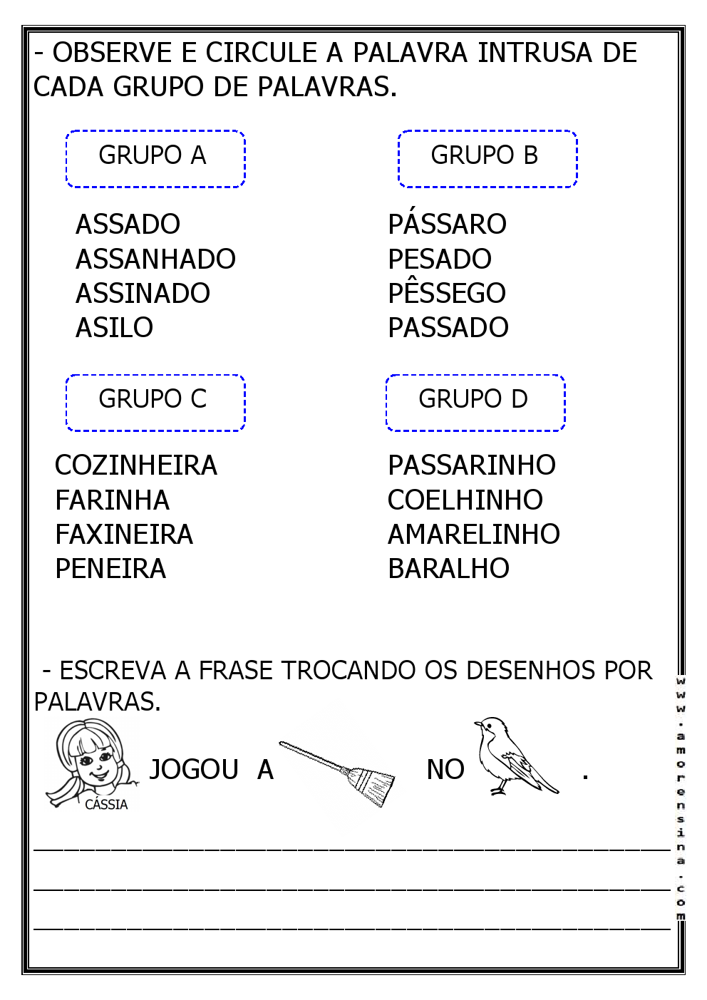 - OBSERVE E CIRCULE A PALAVRA INTRUSA DE
CADA GRUPO DE PALAVRAS.
GRUPO A
ASSADO
ASSANHADO
ASSINADO
ASILO
GRUPO B
PÁSSARO
PESADO
PÊSSEGO
PASSADO
GRUPO C
COZINHEIRA
FARINHA
FAXINEIRA
PENEIRA
GRUPO D
PASSARINHO
COELHINHO
AMARELINHO
BARALHO
- ESCREVA A FRASE TROCANDO OS DESENHOS POR
PALAVRAS.
JOGOU A NO .
CÁSSIA
www.amorensina.com